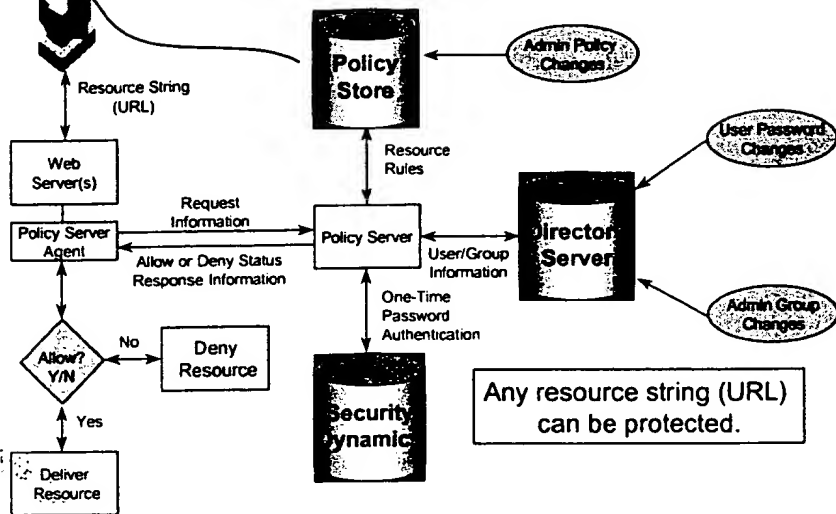 Resource String
(URL)
Web
Server(s)
Policy Server
Agent
Allow?
Y/N
No
Deny
Resource
Yes
Deliver
Resource
Request
Information
Allow or Deny Status
Response Information
Policy
Store
Resource
Rules
Policy Server
One-Time
Password
Authentication
Security
Dynamic
User/Group
Information
Director
Server
Admin Policy
Changes
User Password
Changes
Admin Group
Changes
Any resource string (URL)
can be protected.